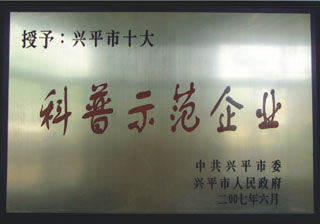 授予：兴平市十大
科普示范企业
中共兴平市委
兴平市人民政府
二00七年六月